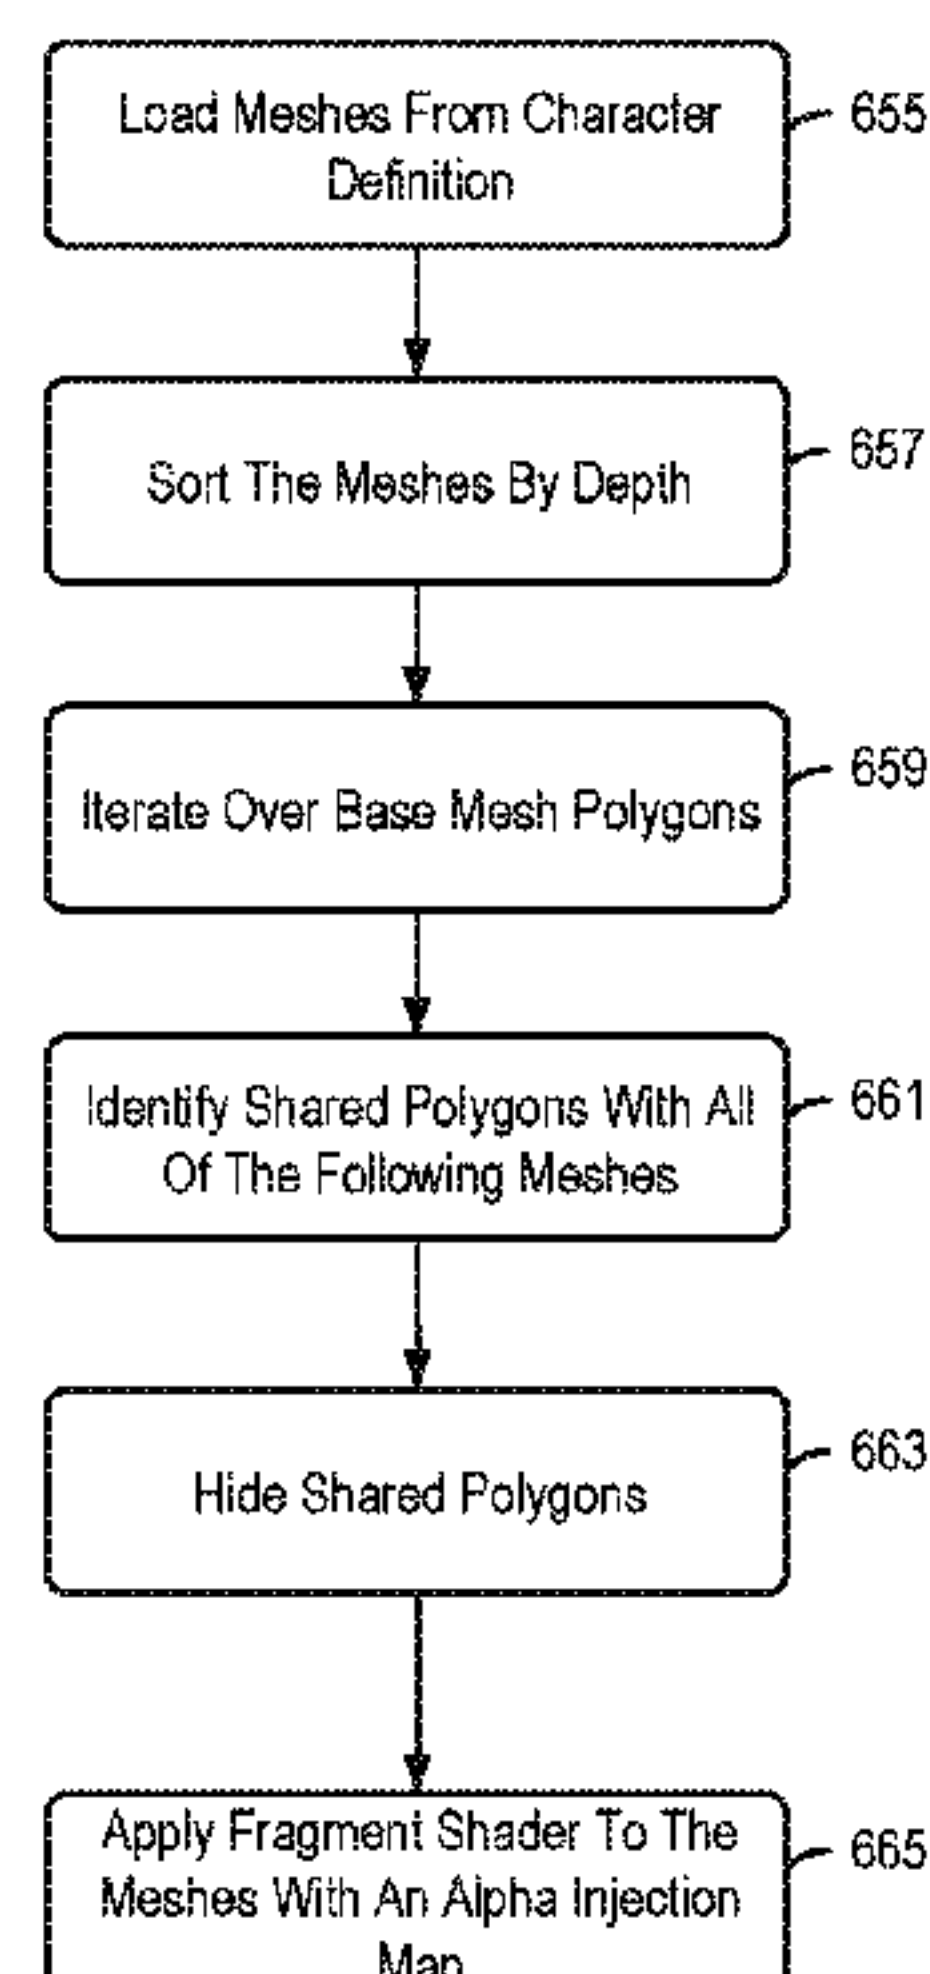 Load Meshes From Character
Definition
655
Sort The Meshes By Depth
657
Iterate Over Base Mesh Polygons
659
Identify Shared Polygons With All
Of The Following Meshes
661
Hide Shared Polygons
663
Apply Fragment Shader To The
Meshes With An Alpha Injection
Map
665